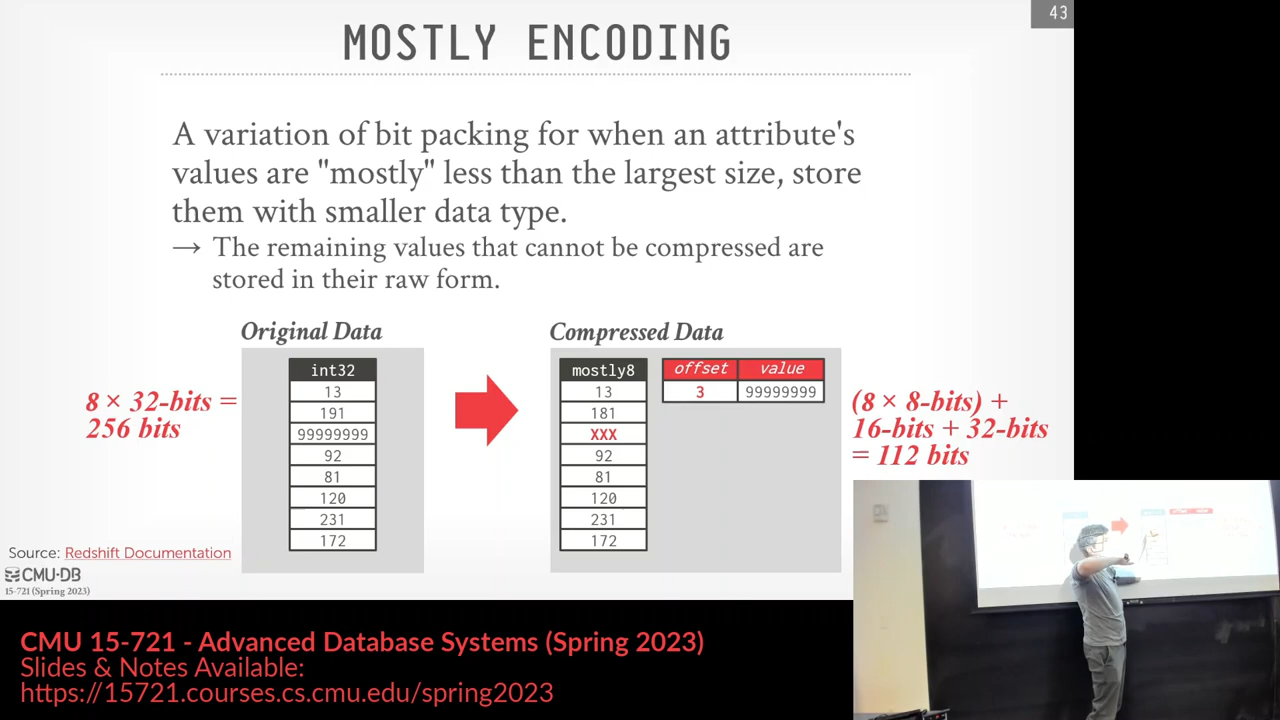 43
MOSTLY ENCODING
A variation of bit packing for when an attribute's
values are "mostly" less than the largest size, store
them with smaller data type.
→ The remaining values that cannot be compressed are
stored in their raw form.
Original Data
Compressed Data
8 × 32-bits =
256 bits
int32
13
191
99999999
92
81
120
231
172
mostly8
13
181
XXX
92
81
120
231
172
offset value
3 99999999
(8 × 8-bits) +
16-bits + 32-bits
= 112 bits
Source: Redshift Documentation
CMU·DB
15-721 (Spring 2023)
CMU 15-721 - Advanced Database Systems (Spring 2023)
Slides & Notes Available:
https://15721.courses.cs.cmu.edu/spring2023